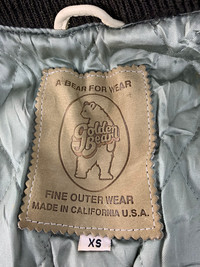 A BEAR FOR WEAR
Golden
Bear
FINE OUTER WEAR
MADE IN CALIFORNIA U.S.A.
XS